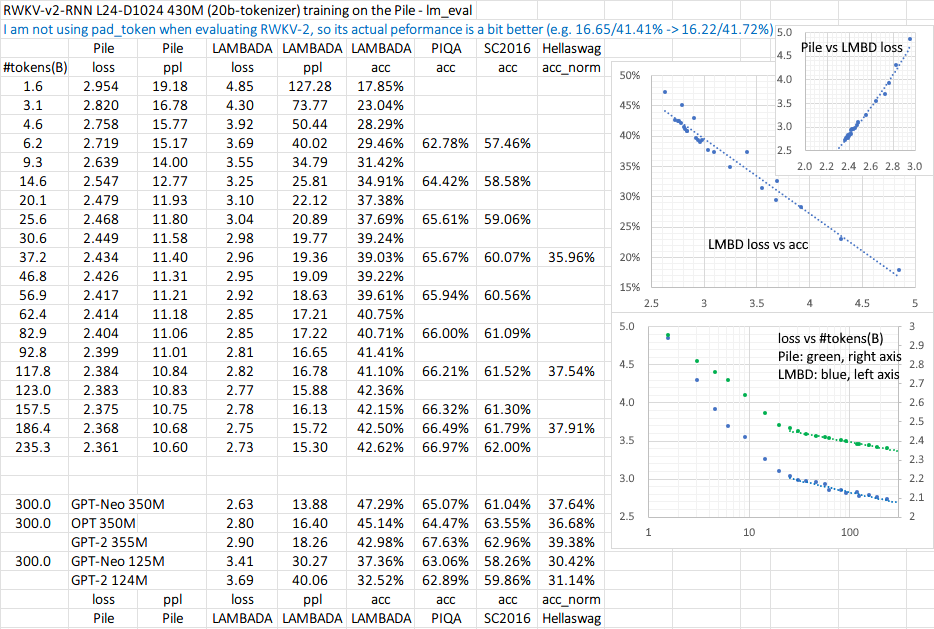 RWKV-v2-RNN L24-D1024 430M (20b-tokenizer) training on the Pile - lm_eval
I am not using pad_token when evaluating RWKV-2, so its actual peformance is a bit better (e.g. 16.65/41.41% -> 16.22/41.72%)
Pile Pile LAMBADA LAMBADA LAMBADA PIQA SC2016 Hellaswag
#tokens(B) loss ppl loss ppl acc acc acc acc_norm
1.6 2.954 19.18 4.85 127.28 17.85%
3.1 2.820 16.78 4.30 73.77 23.04%
4.6 2.758 15.77 3.92 50.44 28.29%
6.2 2.719 15.17 3.69 40.02 29.46% 62.78% 57.46%
9.3 2.639 14.00 3.55 34.79 31.42%
14.6 2.547 12.77 3.25 25.81 34.91% 64.42% 58.58%
20.1 2.479 11.93 3.10 22.12 37.38%
25.6 2.468 11.80 3.04 20.89 37.69% 65.61% 59.06%
30.6 2.449 11.58 2.98 19.77 39.24%
37.2 2.434 11.40 2.96 19.36 39.03% 65.67% 60.07% 35.96%
46.8 2.426 11.31 2.95 19.09 39.22%
56.9 2.417 11.21 2.92 18.63 39.61% 65.94% 60.56%
62.4 2.414 11.18 2.85 17.21 40.75%
82.9 2.404 11.06 2.85 17.22 40.71% 66.00% 61.09%
92.8 2.399 11.01 2.81 16.65 41.41%
117.8 2.384 10.84 2.82 16.78 41.10% 66.21% 61.52% 37.54%
123.0 2.383 10.83 2.77 15.88 42.36%
157.5 2.375 10.75 2.78 16.13 42.15% 66.32% 61.30%
186.4 2.368 10.68 2.75 15.72 42.50% 66.49% 61.79% 37.91%
235.3 2.361 10.60 2.73 15.30 42.62% 66.97% 62.00%
300.0 GPT-Neo 350M 2.63 13.88 47.29% 65.07% 61.04% 37.64%
300.0 OPT 350M 2.80 16.40 45.14% 64.47% 63.55% 36.68%
GPT-2 355M 2.90 18.26 42.98% 67.63% 62.96% 39.38%
300.0 GPT-Neo 125M 3.41 30.27 37.36% 63.06% 58.26% 30.42%
GPT-2 124M 3.69 40.06 32.52% 62.89% 59.86% 31.14%
loss ppl loss ppl acc acc acc acc_norm
Pile Pile LAMBADA LAMBADA LAMBADA PIQA SC2016 Hellaswag
Pile vs LMBD loss
5.0
4.5
4.0
3.5
3.0
2.5
2.0 2.2 2.4 2.6 2.8 3.0
50%
45%
40%
35%
30%
25%
20%
15%
LMBD loss vs acc
2.5 3 3.5 4 4.5 5
loss vs #tokens(B)
Pile: green, right axis
LMBD: blue, left axis
5.0
4.5
4.0
3.5
3.0
2.5
3
2.9
2.8
2.7
2.6
2.5
2.4
2.3
2.2
2.1
2
1 10 100